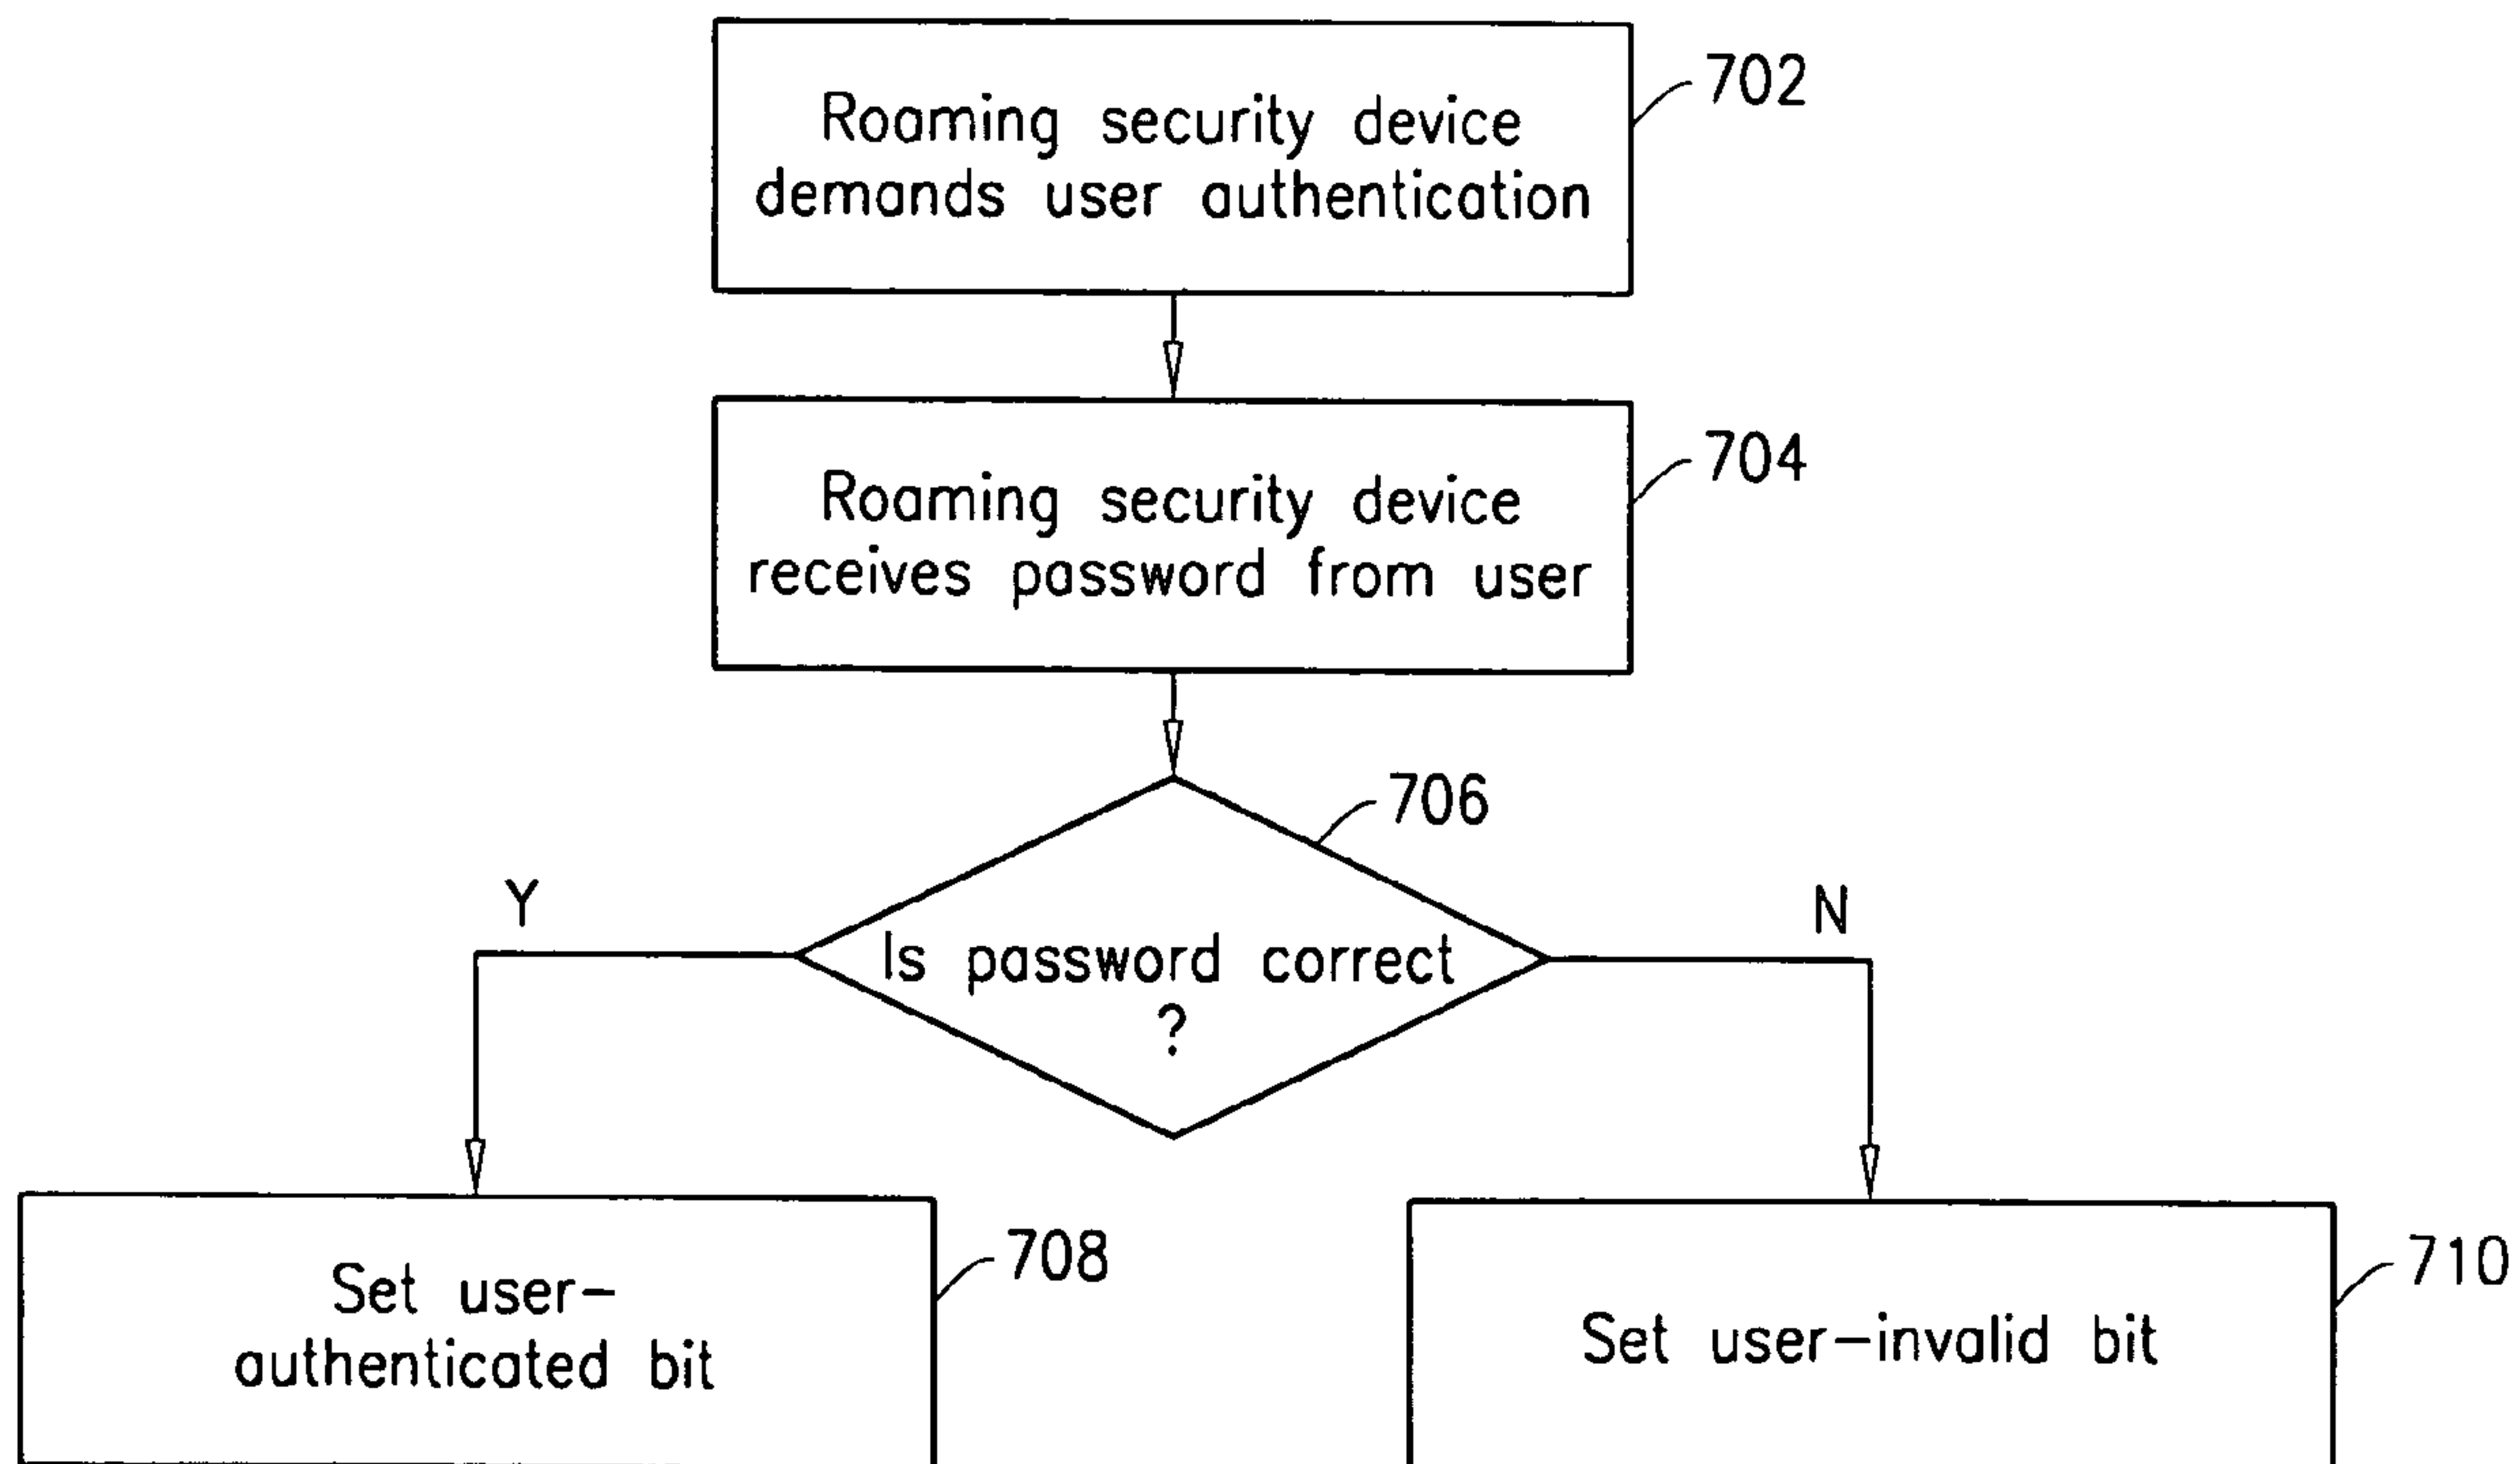 Roaming security device
demands user authentication
702
Roaming security device
receives password from user
704
706
Y
N
Is password correct
?
Set user-
authenticated bit
708
Set user-invalid bit
710